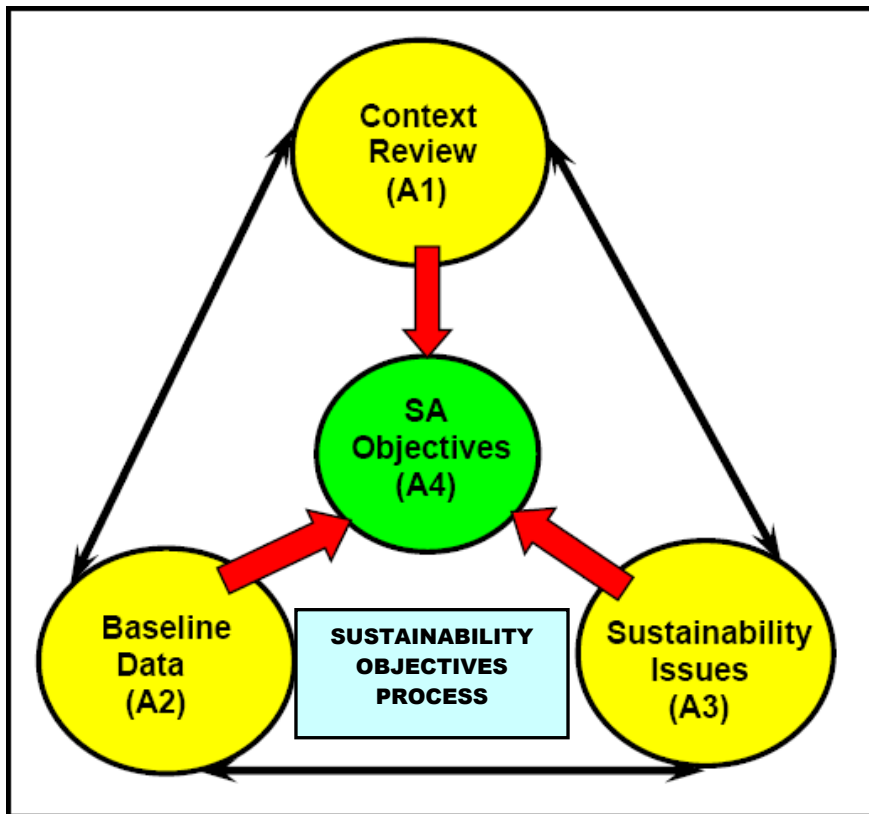 Context
Review
(A1)
SA
Objectives
(A4)
Baseline
Data
(A2)
SUSTAINABILITY
OBJECTIVES
PROCESS
Sustainability
Issues
(A3)